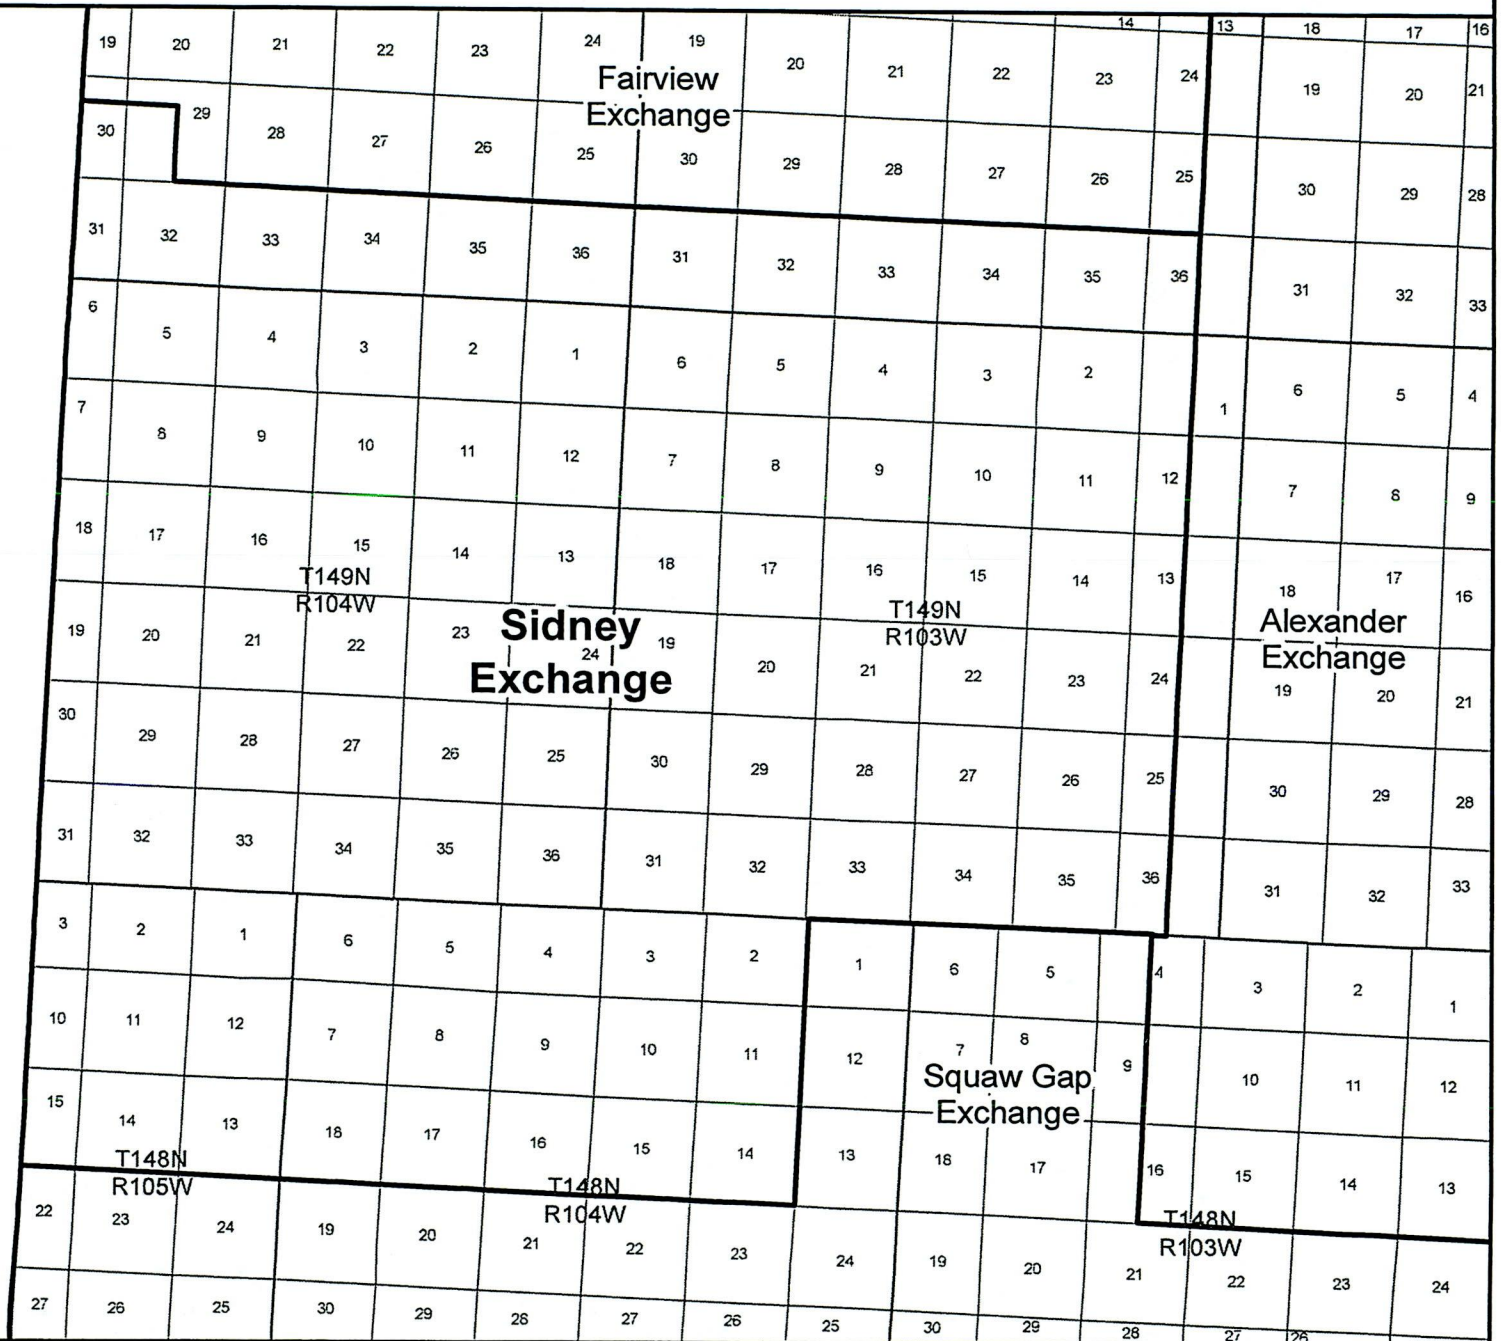 14 13 18 17 16
19 20 21 22 23 24 19 20 21 22 23 24 19 20 21
Fairview
Exchange
30 29 28 27 26 25 30 29 28 27 26 25 30 29 28
31 32 33 34 35 36 31 32 33 34 35 36 31 32 33
6 5 4 3 2 1 6 5 4 3 2 1 6 5 4
7 8 9 10 11 12 7 8 9 10 11 12 7 8 9
18 17 16 15 14 13 18 17 16 15 14 13 18 17 16
T149N
R104W
T149N
R103W
Sidney
Exchange
Alexander
Exchange
19 20 21 22 23 24 19 20 21 22 23 24 19 20 21
30 29 28 27 26 25 30 29 28 27 26 25 30 29 28
31 32 33 34 35 36 31 32 33 34 35 36 31 32 33
3 2 1 6 5 4 3 2 1 6 5 4 3 2 1
10 11 12 7 8 9 10 11 12 7 8 9 10 11 12
Squaw Gap
Exchange
15 14 13 18 17 16 15 14 13 18 17 16 15 14 13
T148N
R105W
T148N
R104W
T148N
R103W
22 23 24 19 20 21 22 23 24 19 20 21 22 23 24
27 26 25 30 29 28 27 26 25 30 29 28 27 26